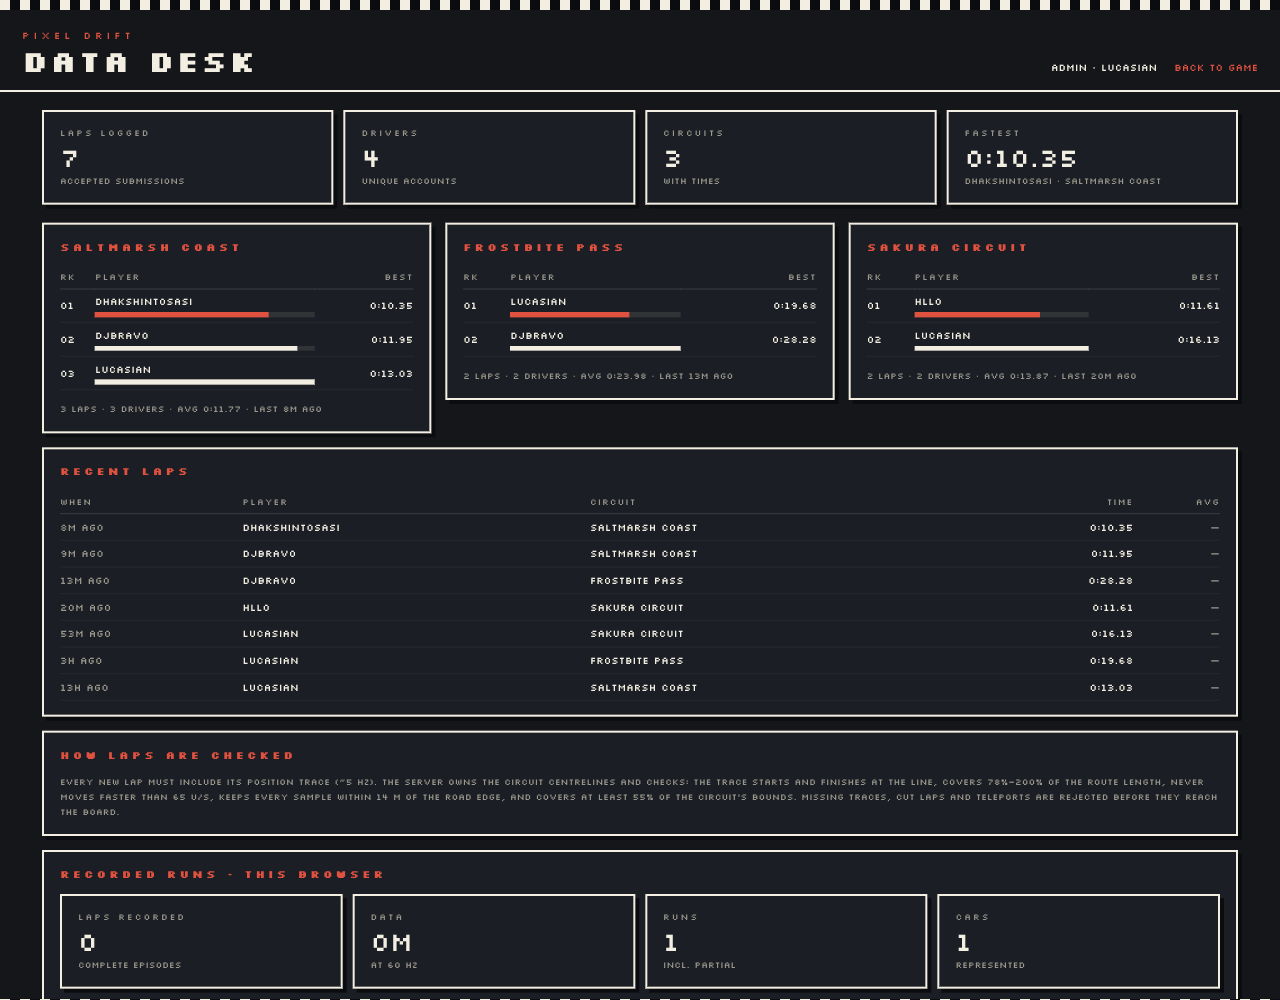 PIXEL DRIFT
DATA DESK
ADMIN · LUCASIAN BACK TO GAME
LAPS LOGGED
7
ACCEPTED SUBMISSIONS
DRIVERS
4
UNIQUE ACCOUNTS
CIRCUITS
3
WITH TIMES
FASTEST
0:10.35
DHAKSHINTOSASI · SALTMARSH COAST
SALTMARSH COAST
RK PLAYER BEST
01 DHAKSHINTOSASI 0:10.35
02 DJBRAVO 0:11.95
03 LUCASIAN 0:13.03
3 LAPS · 3 DRIVERS · AVG 0:11.77 · LAST 8M AGO
FROSTBITE PASS
RK PLAYER BEST
01 LUCASIAN 0:19.68
02 DJBRAVO 0:28.28
2 LAPS · 2 DRIVERS · AVG 0:23.98 · LAST 13M AGO
SAKURA CIRCUIT
RK PLAYER BEST
01 HLLO 0:11.61
02 LUCASIAN 0:16.13
2 LAPS · 2 DRIVERS · AVG 0:13.87 · LAST 20M AGO
RECENT LAPS
WHEN PLAYER CIRCUIT TIME AVG
8M AGO DHAKSHINTOSASI SALTMARSH COAST 0:10.35 —
9M AGO DJBRAVO SALTMARSH COAST 0:11.95 —
13M AGO DJBRAVO FROSTBITE PASS 0:28.28 —
20M AGO HLLO SAKURA CIRCUIT 0:11.61 —
53M AGO LUCASIAN SAKURA CIRCUIT 0:16.13 —
3H AGO LUCASIAN FROSTBITE PASS 0:19.68 —
13H AGO LUCASIAN SALTMARSH COAST 0:13.03 —
HOW LAPS ARE CHECKED
EVERY NEW LAP MUST INCLUDE ITS POSITION TRACE (~5 HZ). THE SERVER OWNS THE CIRCUIT CENTRELINES AND CHECKS: THE TRACE STARTS AND FINISHES AT THE LINE, COVERS 78%–200% OF THE ROUTE LENGTH, NEVER
MOVES FASTER THAN 65 U/S, KEEPS EVERY SAMPLE WITHIN 14 M OF THE ROAD EDGE, AND COVERS AT LEAST 55% OF THE CIRCUIT'S BOUNDS. MISSING TRACES, CUT LAPS AND TELEPORTS ARE REJECTED BEFORE THEY REACH
THE BOARD.
RECORDED RUNS · THIS BROWSER
LAPS RECORDED
0
COMPLETE EPISODES
DATA
0M
AT 60 HZ
RUNS
1
INCL. PARTIAL
CARS
1
REPRESENTED